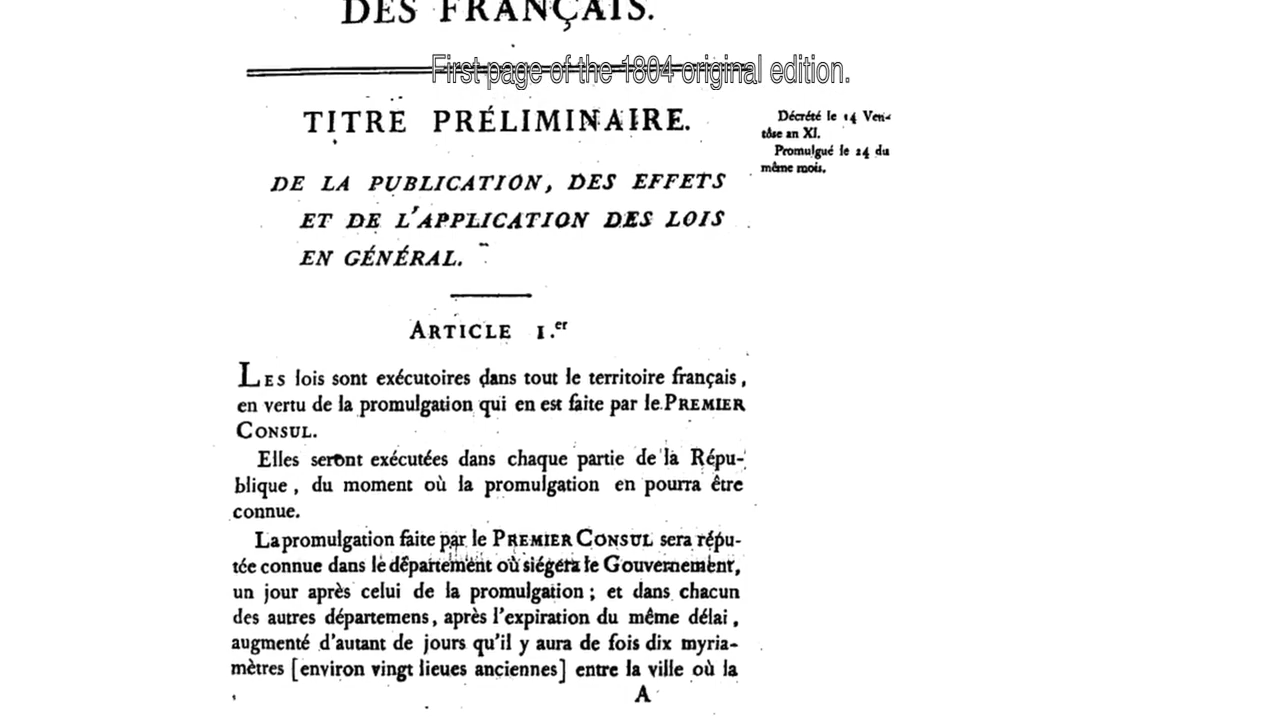 DES FRANÇAIS.
First page of the 1804 original edition.
TITRE PRÉLIMINAIRE.
Décrété le 14 Ven-
tôse an XI.
Promulgué le 24 du
même mois.
DE LA PUBLICATION, DES EFFETS
ET DE L'APPLICATION DES LOIS
EN GÉNÉRAL.
ARTICLE 1.er
LES lois sont exécutoires dans tout le territoire français,
en vertu de la promulgation qui en est faite par le PREMIER
CONSUL.
Elles seront exécutées dans chaque partie de la Répu-
blique, du moment où la promulgation en pourra être
connue.
La promulgation faite par le PREMIER CONSUL sera répu-
tée connue dans le département où siégera le Gouvernement,
un jour après celui de la promulgation; et dans chacun
des autres départemens, après l'expiration du même délai,
augmenté d'autant de jours qu'il y aura de fois dix myria-
mètres [environ vingt lieues anciennes] entre la ville où la
A